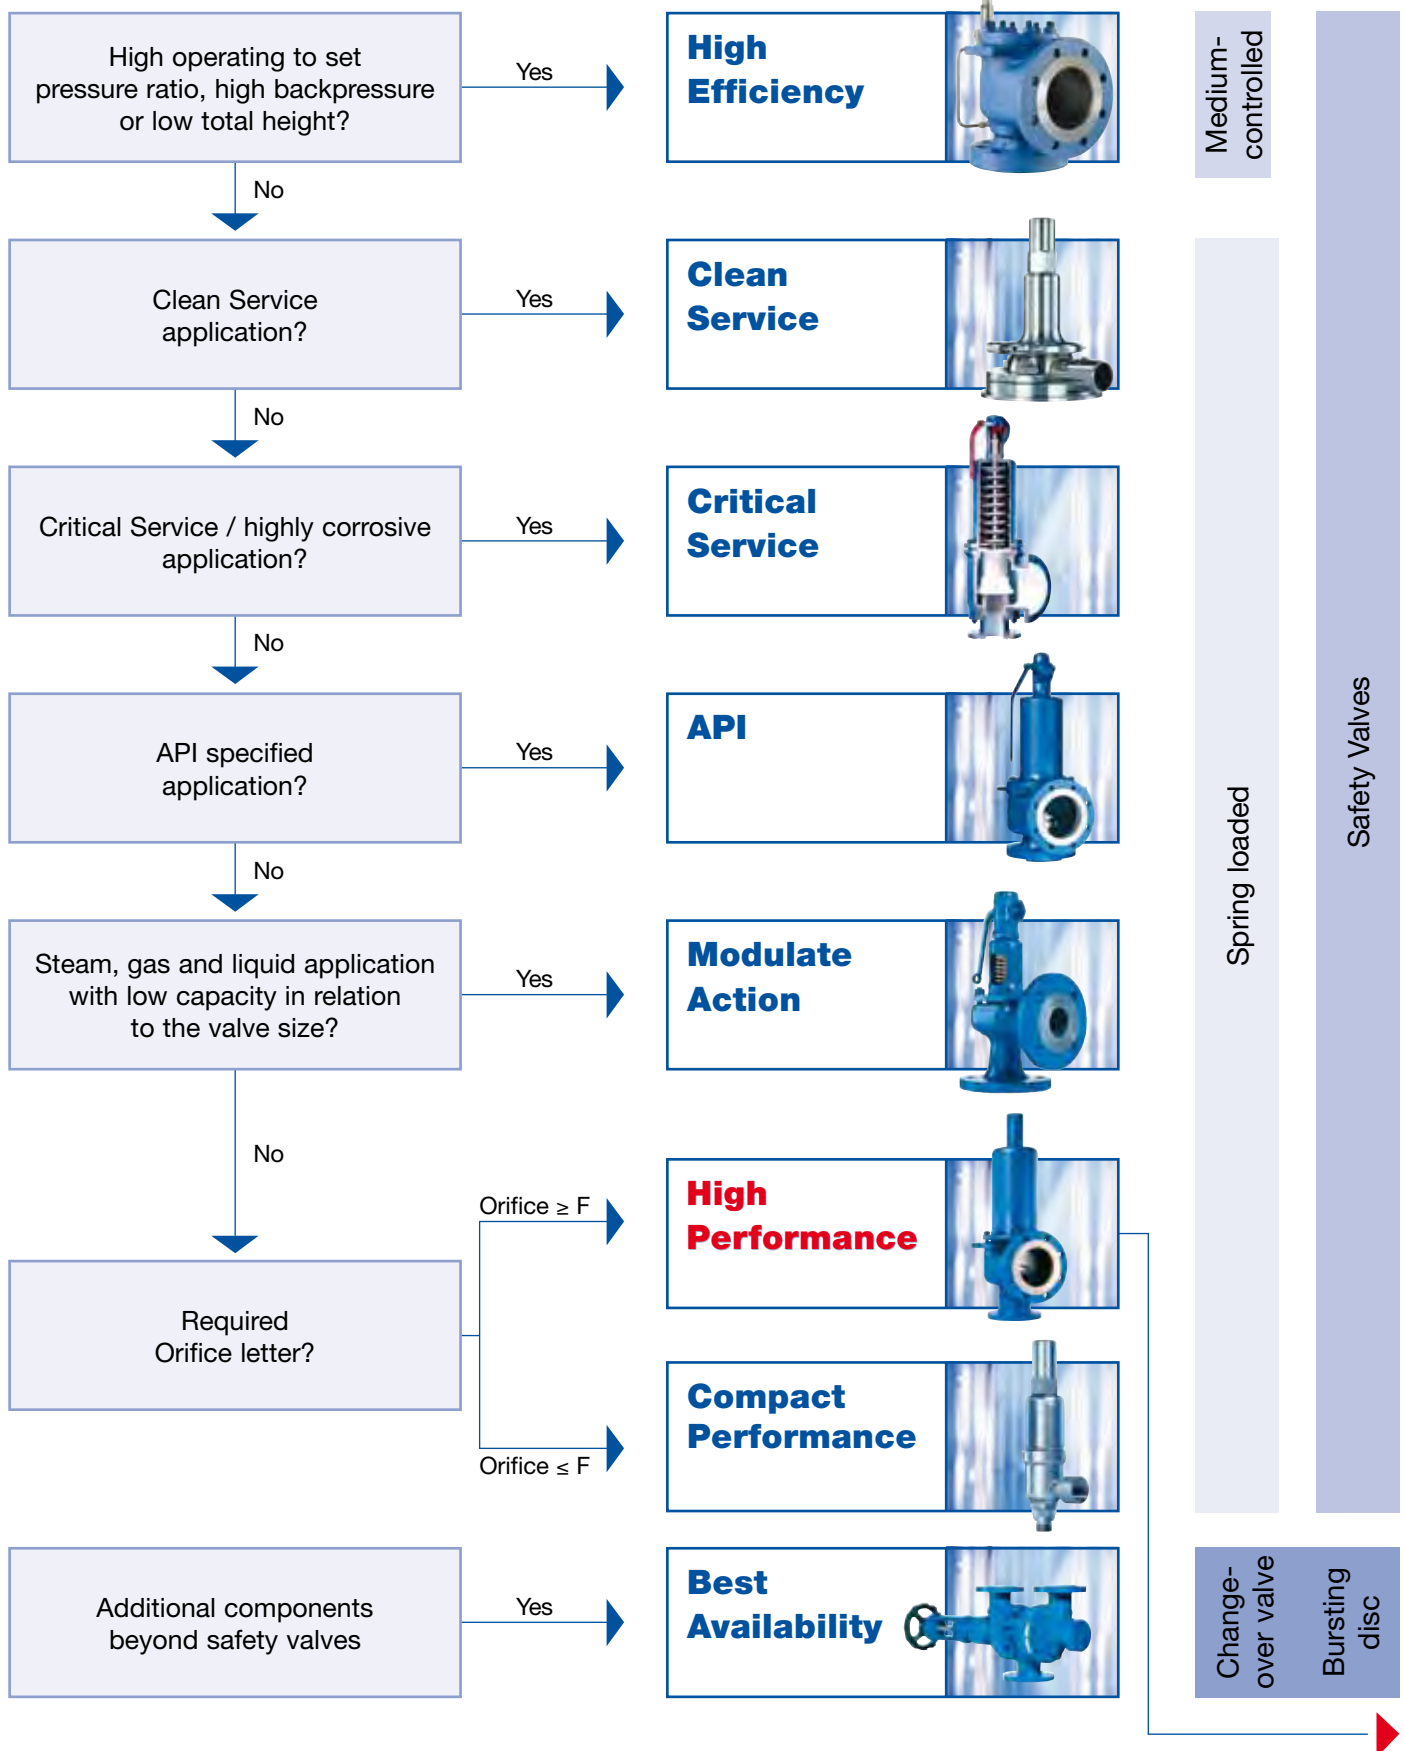 High operating to set
pressure ratio, high backpressure
or low total height?
Yes
High
Efficiency
Medium-
controlled
No
Clean Service
application?
Yes
Clean
Service
No
Critical Service / highly corrosive
application?
Yes
Critical
Service
No
API specified
application?
Yes
API
No
Steam, gas and liquid application
with low capacity in relation
to the valve size?
Yes
Modulate
Action
No
Required
Orifice letter?
Orifice ≥ F
High
Performance
Orifice ≤ F
Compact
Performance
Spring loaded
Safety Valves
Additional components
beyond safety valves
Yes
Best
Availability
Change-
over valve
Bursting
disc